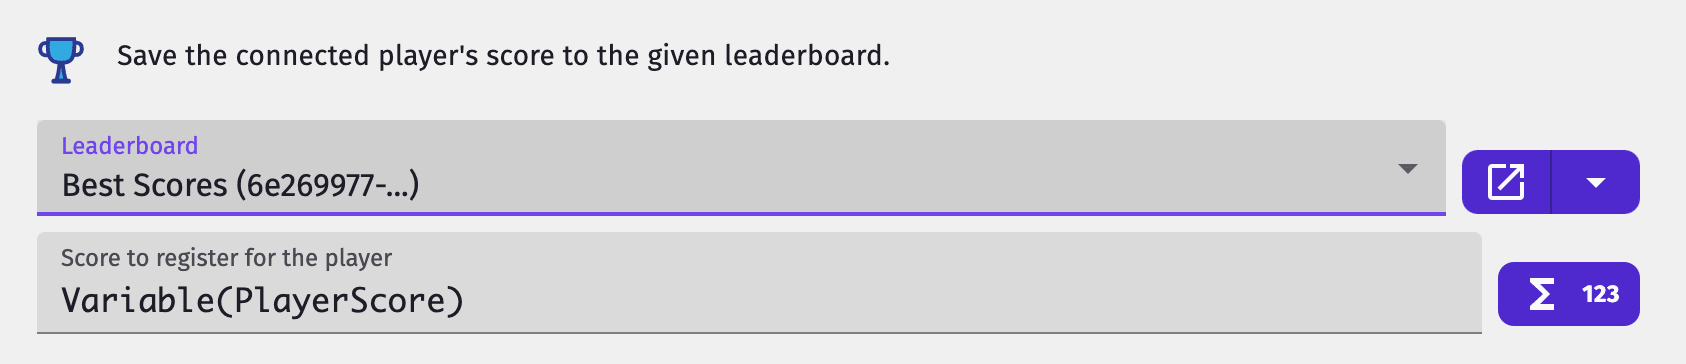 Save the connected player's score to the given leaderboard.
Leaderboard
Best Scores (6e269977-...)
Score to register for the player
Variable(PlayerScore)
Σ 123